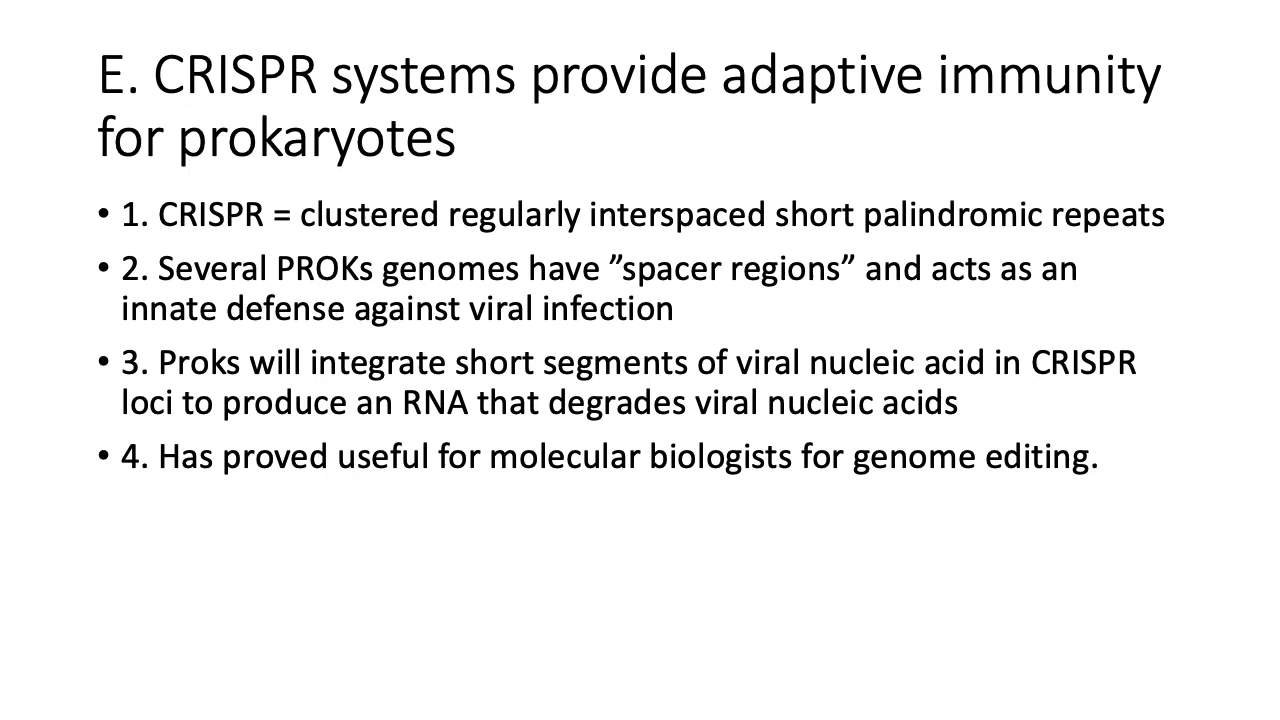 E. CRISPR systems provide adaptive immunity
for prokaryotes
• 1. CRISPR = clustered regularly interspaced short palindromic repeats
• 2. Several PROKs genomes have ”spacer regions” and acts as an
innate defense against viral infection
• 3. Proks will integrate short segments of viral nucleic acid in CRISPR
loci to produce an RNA that degrades viral nucleic acids
• 4. Has proved useful for molecular biologists for genome editing.